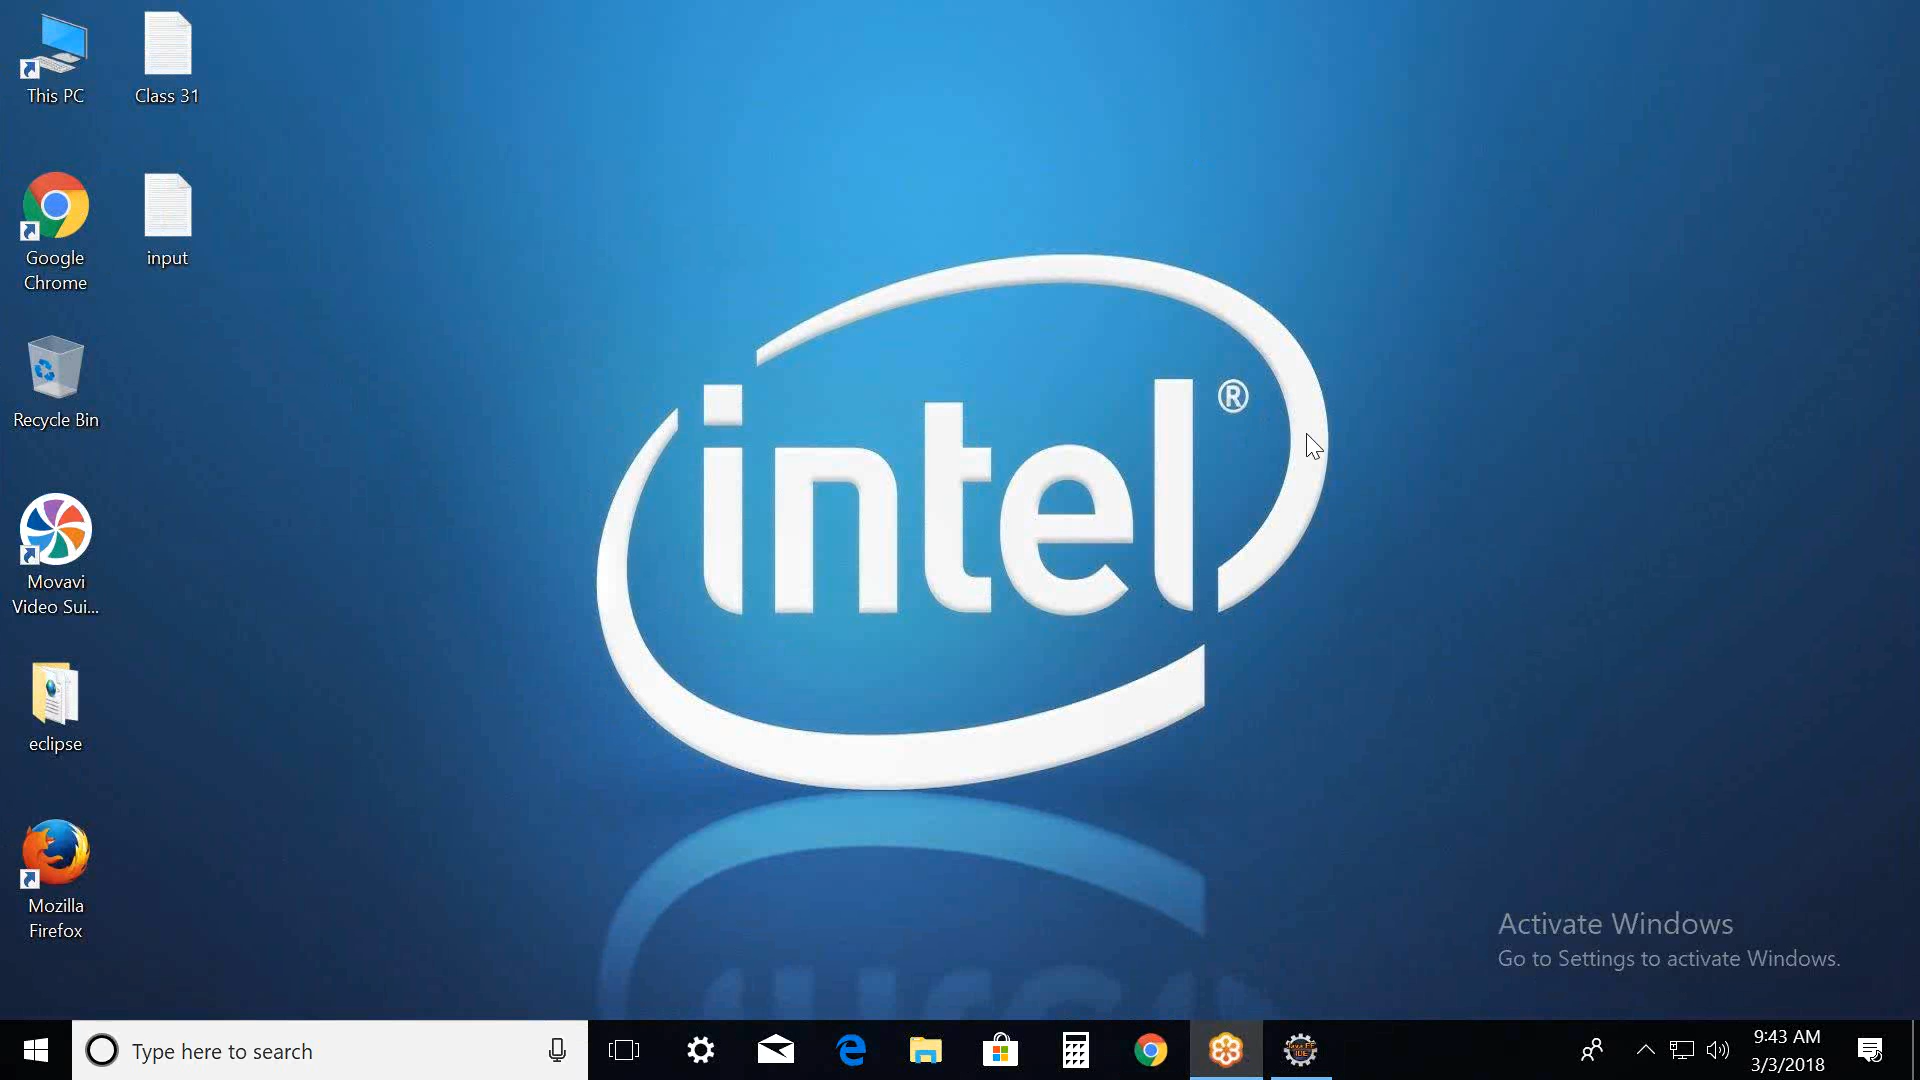 This PC
Class 31
Google
Chrome
input
Recycle Bin
Movavi
Video Sui...
eclipse
Mozilla
Firefox
intel®
Activate Windows
Go to Settings to activate Windows.
Type here to search
9:43 AM
3/3/2018